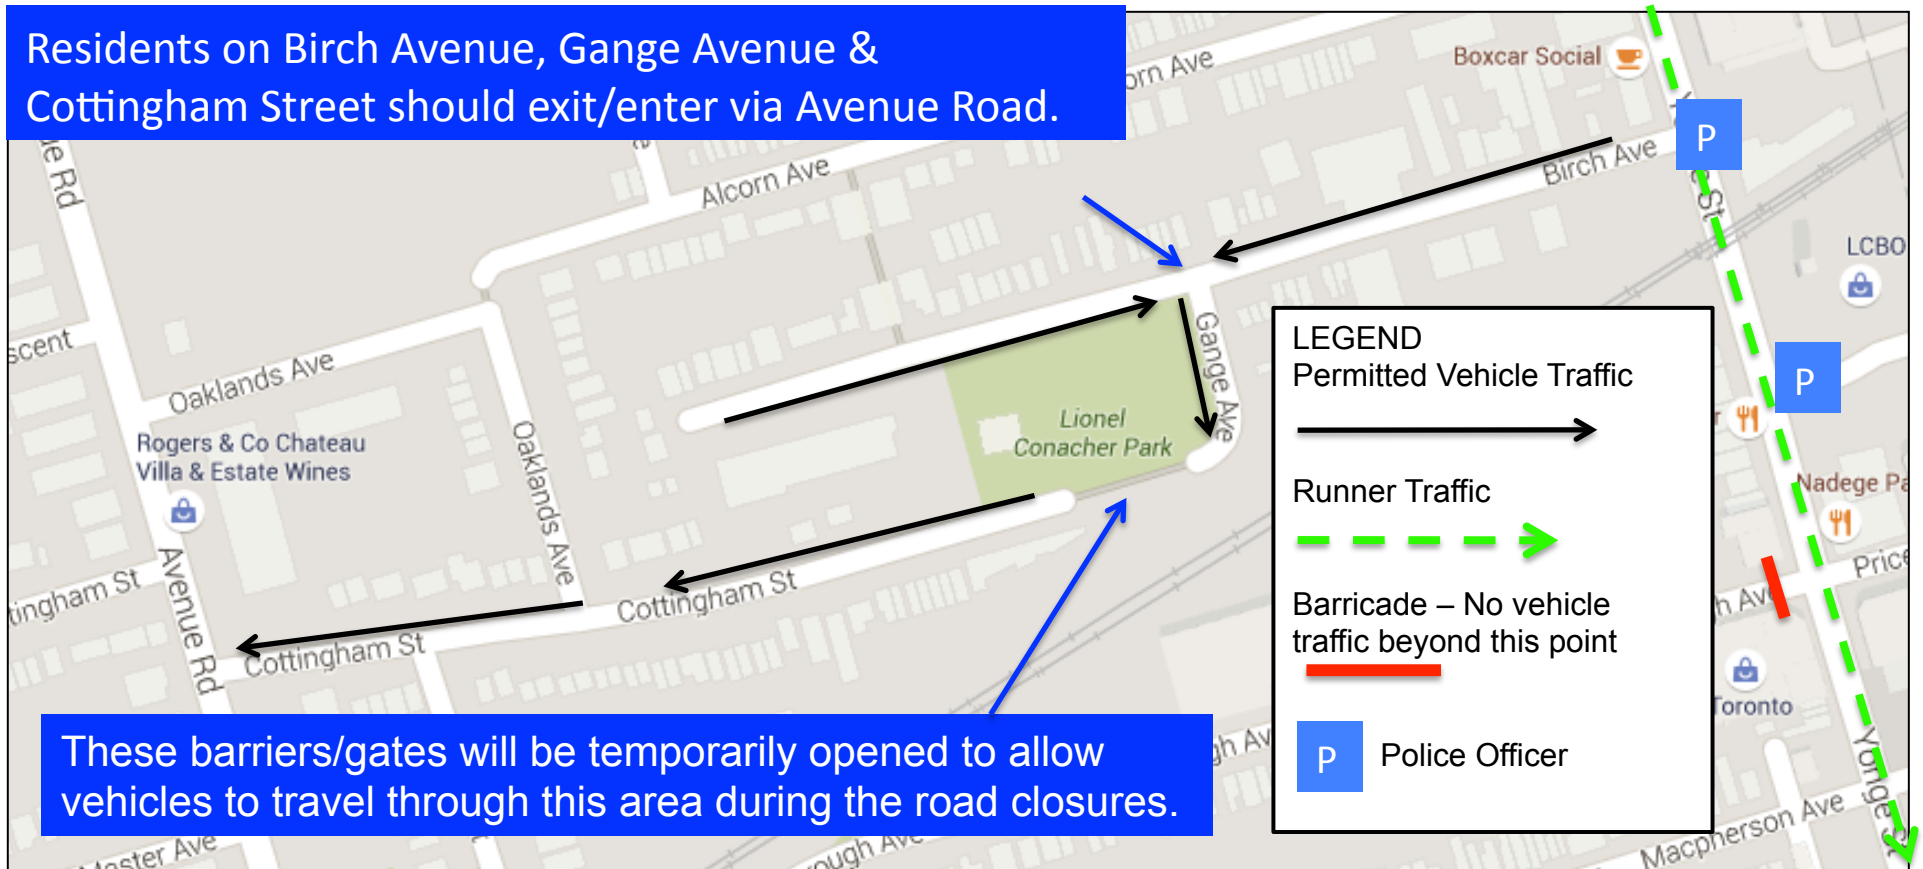 Residents on Birch Avenue, Gange Avenue &
Cottingham Street should exit/enter via Avenue Road.
Boxcar Social
Alcorn Ave
Birch Ave
P
LCBO
Oaklands Ave
Rogers & Co Chateau
Villa & Estate Wines
Oaklands Ave
Lionel
Conacher Park
Gange Ave
LEGEND
Permitted Vehicle Traffic
Runner Traffic
Barricade – No vehicle
traffic beyond this point
P Police Officer
P
Nadege
Price
Avenue Rd
Cottingham St
Cottingham St
Toronto
Yonge St
Macpherson Ave
These barriers/gates will be temporarily opened to allow
vehicles to travel through this area during the road closures.